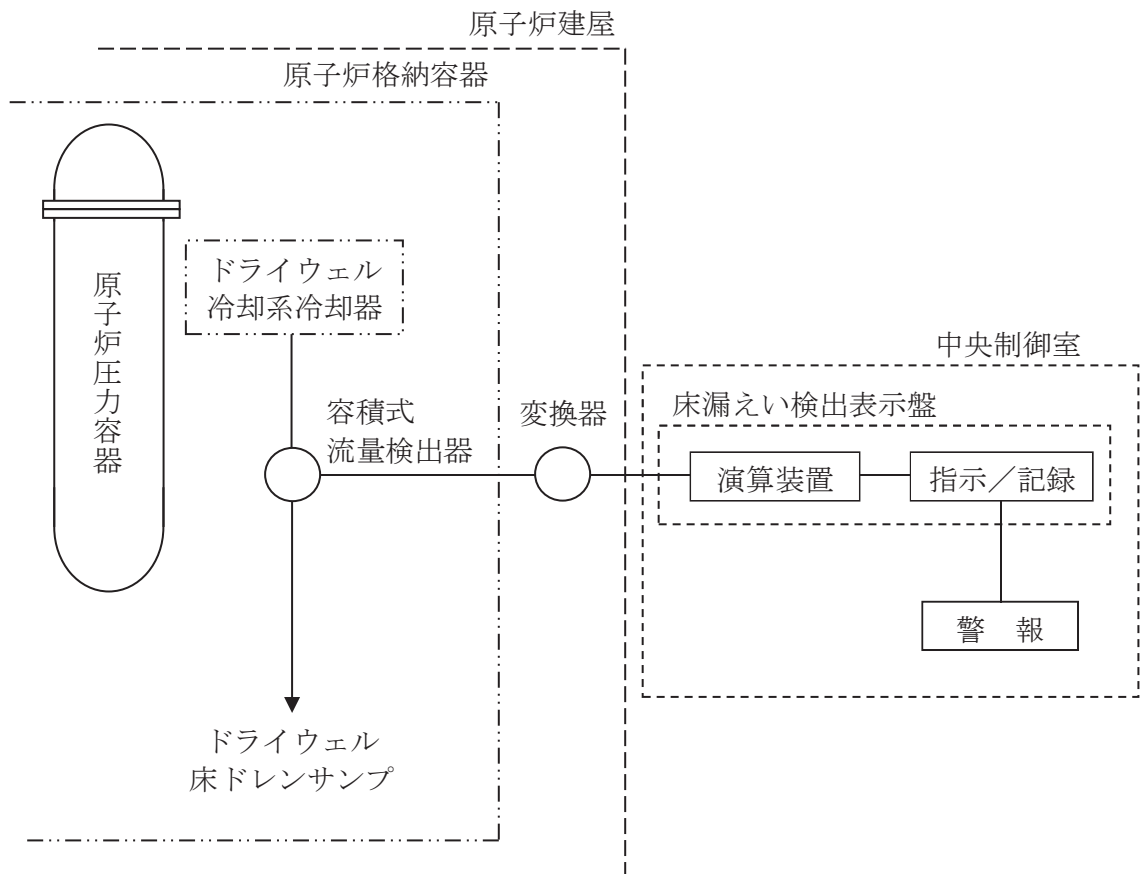 原子炉建屋
原子炉格納容器
原子炉圧力容器
ドライウェル
冷却系冷却器
容積式
流量検出器
変換器
中央制御室
床漏えい検出表示盤
演算装置
指示/記録
警 報
ドライウェル
床ドレンサンプ